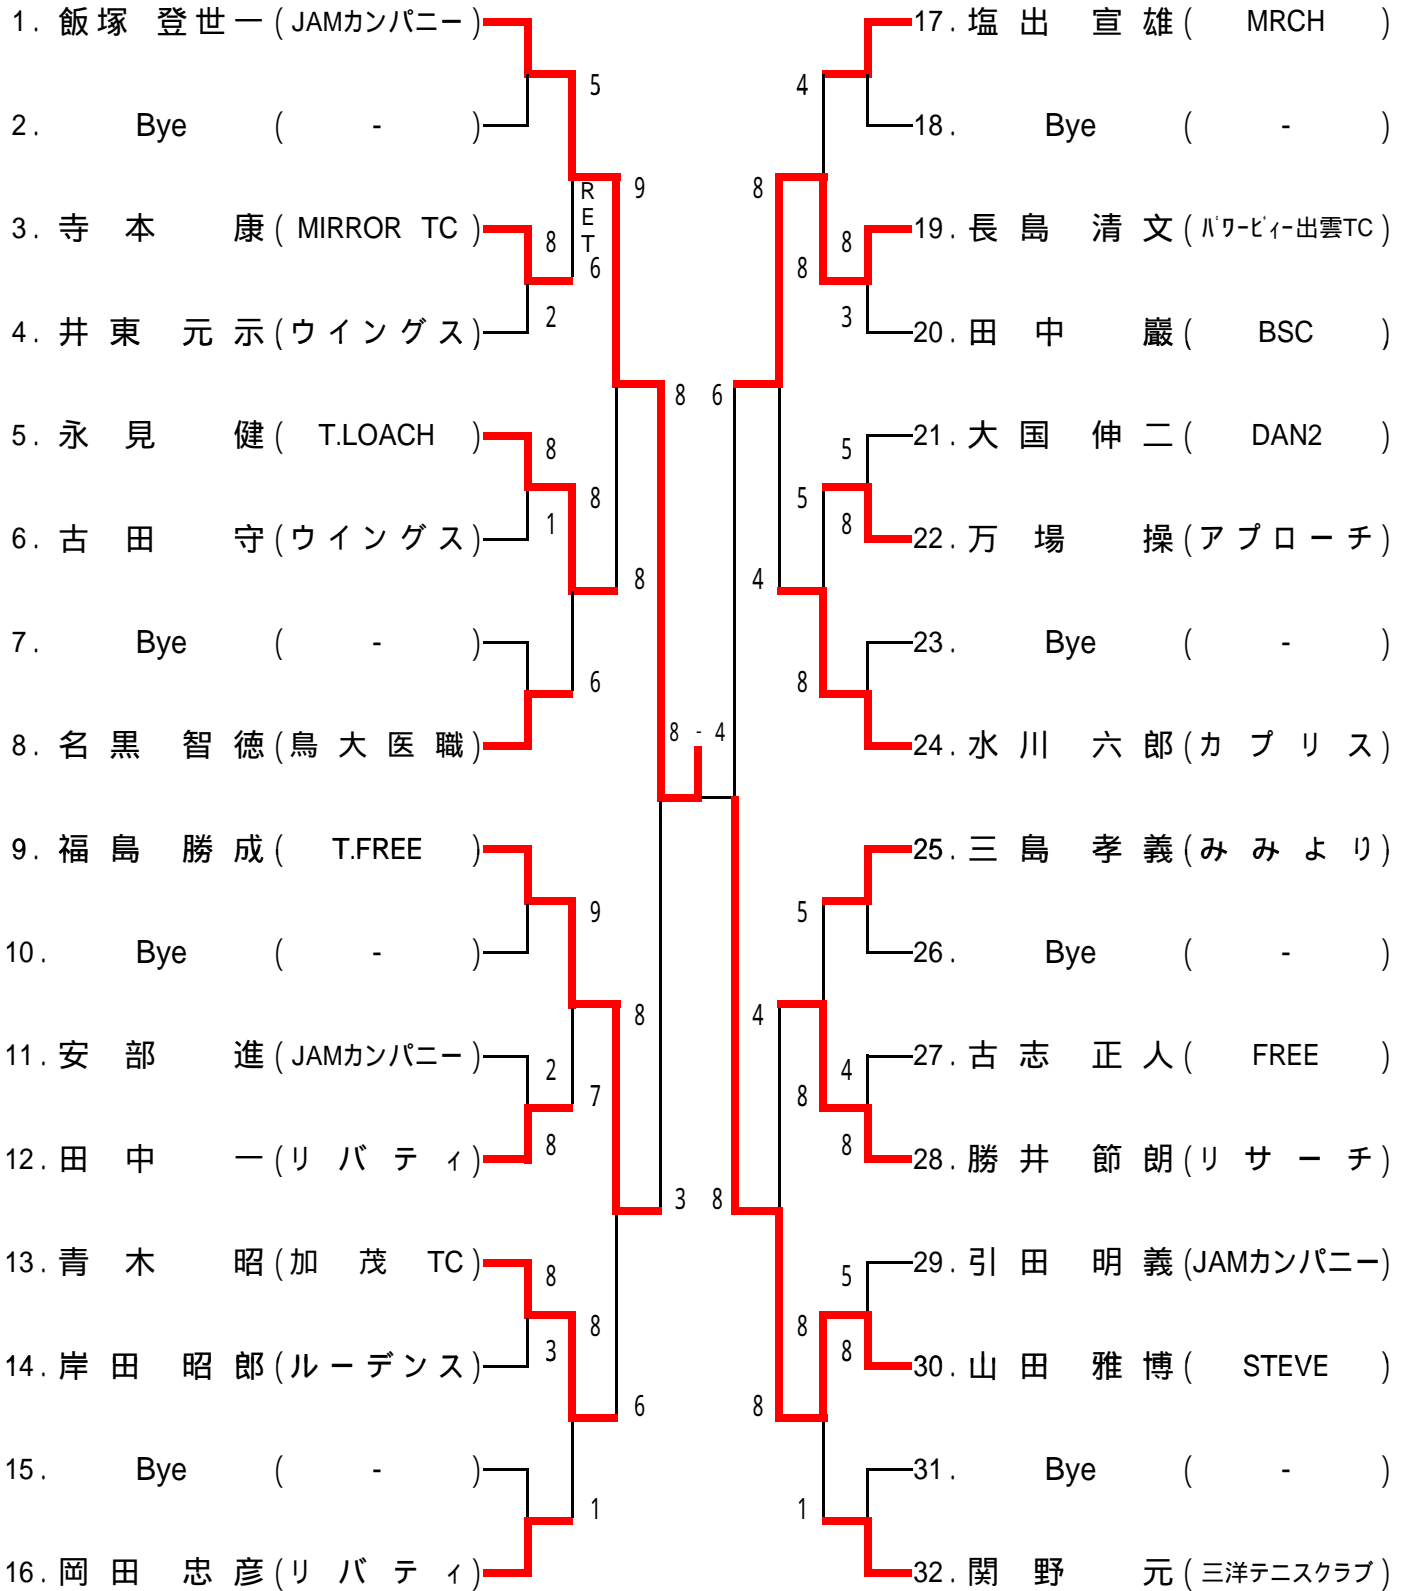 1. 飯塚 登世一 (JAMカンパニー)
5
2. Bye ( - )
R
E
T
9
3. 寺本 康 ( MIRROR TC )
8
6
4. 井東 元示 (ウイングス)
2
8
5. 永見 健 ( T.LOACH )
8
8
6. 古田 守 (ウイングス)
1
8
7. Bye ( - )
6
8. 名黒 智徳 (鳥大医職)
8 - 4
9. 福島 勝成 ( T.FREE )
9
10. Bye ( - )
8
11. 安部 進 (JAMカンパニー)
2
7
12. 田中 一 (リバティ)
8
3
13. 青木 昭 (加茂 TC)
8
8
14. 岸田 昭郎 (ルーデンス)
3
6
15. Bye ( - )
1
16. 岡田 忠彦 (リバティ)
17. 塩出 宣雄 ( MRCH )
4
18. Bye ( - )
8
19. 長島 清文 (パワービィー出雲TC)
8
8
20. 田中 巖 ( BSC )
3
6
21. 大国 伸二 ( DAN2 )
5
5
22. 万場 操 (アプローチ)
8
4
23. Bye ( - )
8
24. 水川 六郎 (カプリス)
25. 三島 孝義 (みみより)
5
26. Bye ( - )
4
27. 古志 正人 ( FREE )
4
8
28. 勝井 節朗 (リサーチ)
8
8
29. 引田 明義 (JAMカンパニー)
5
8
30. 山田 雅博 ( STEVE )
8
8
31. Bye ( - )
1
32. 関野 元 (三洋テニスクラブ)